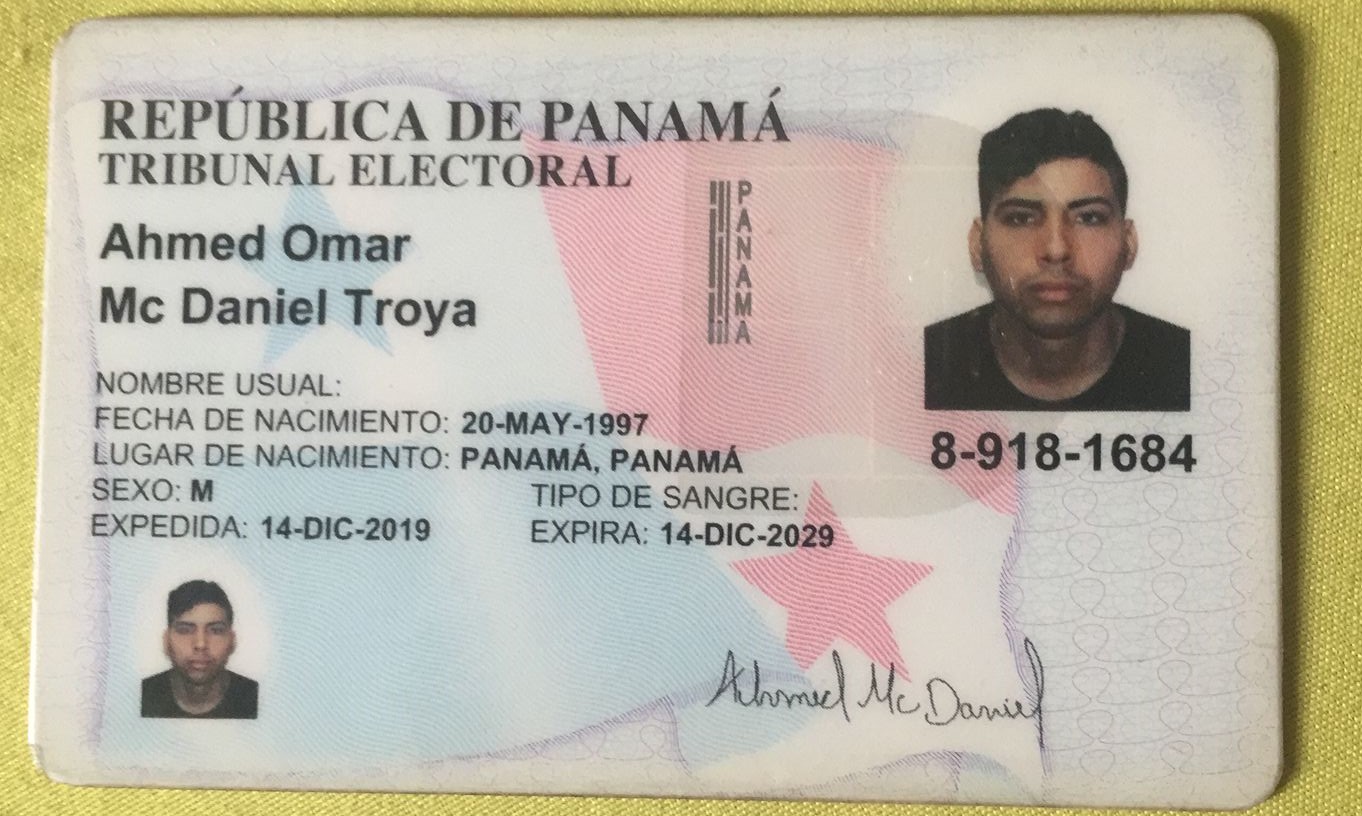 REPÚBLICA DE PANAMÁ
TRIBUNAL ELECTORAL
PANAMA
Ahmed Omar
Mc Daniel Troya
NOMBRE USUAL:
FECHA DE NACIMIENTO: 20-MAY-1997
LUGAR DE NACIMIENTO: PANAMÁ, PANAMÁ
SEXO: M TIPO DE SANGRE:
EXPEDIDA: 14-DIC-2019 EXPIRA: 14-DIC-2029
8-918-1684
Ahmed Mc Daniel